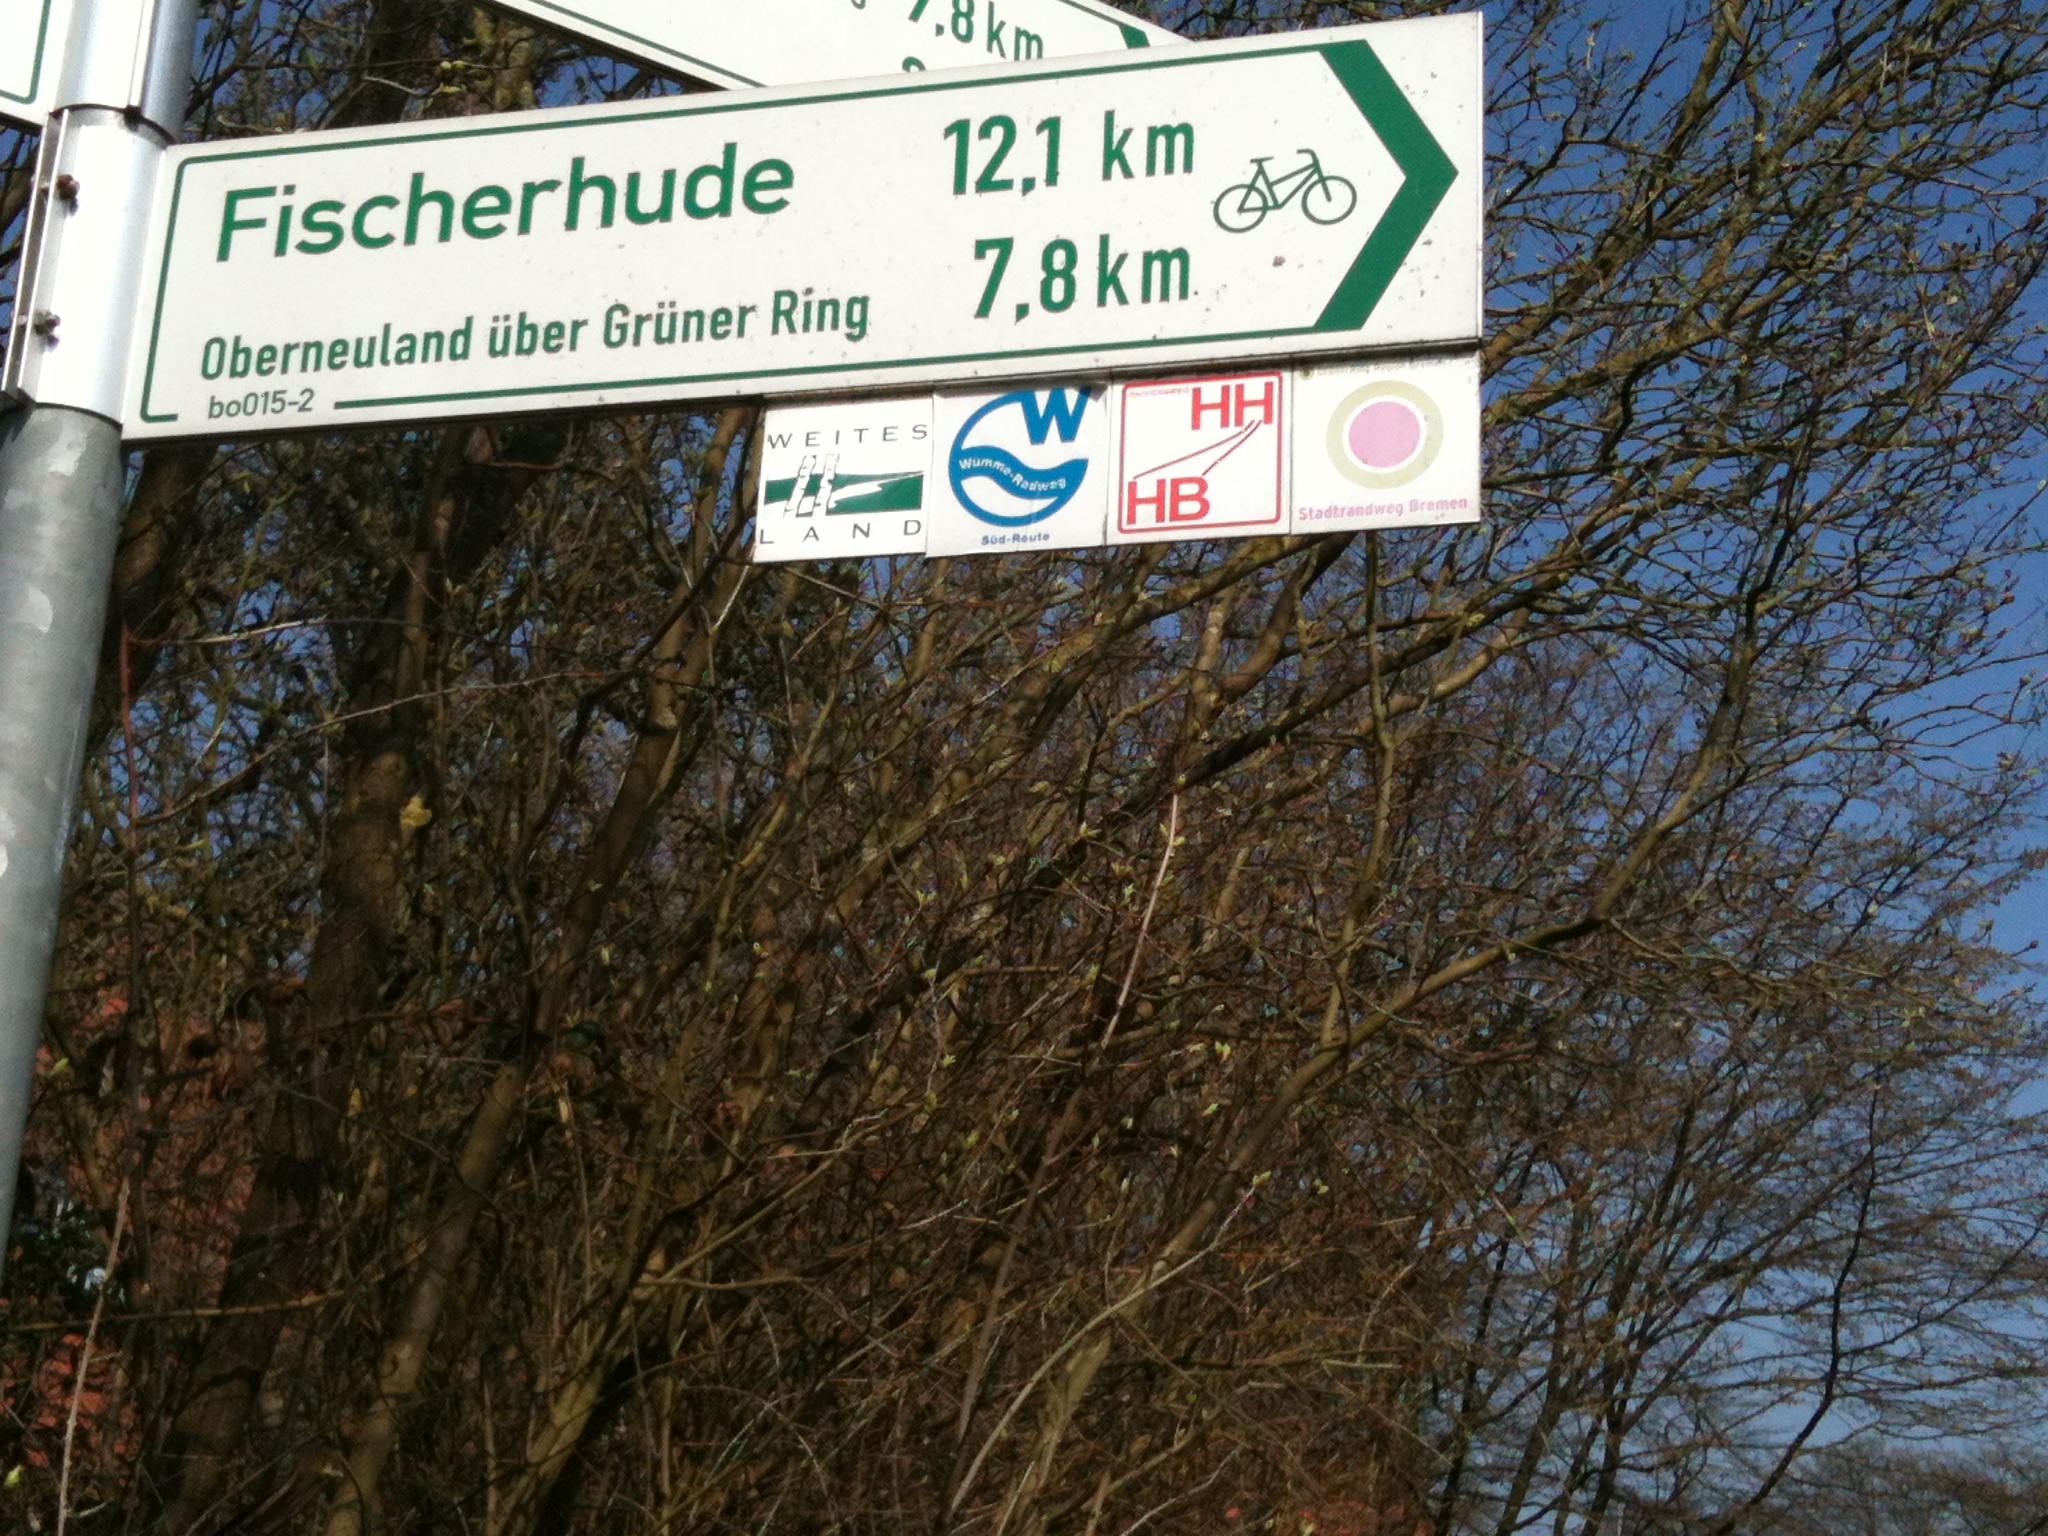 7,8 km
Fischerhude 12,1 km
Oberneuland über Grüner Ring 7,8 km
bo015-2
WEITES
LAND
W
Wümme-Radweg
Süd-Route
HH
HB
Stadtrandweg Bremen